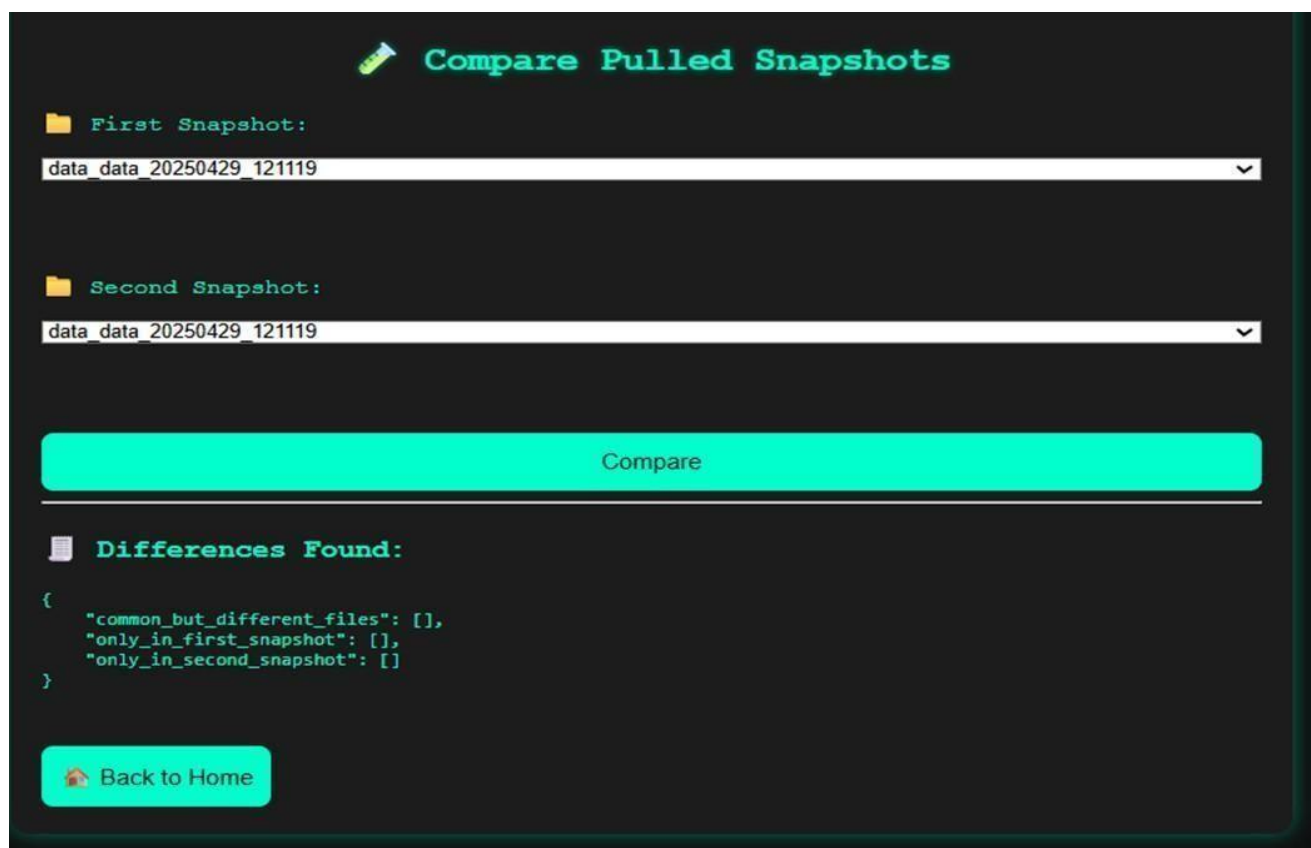 Compare Pulled Snapshots
First Snapshot:
data_data_20250429_121119
Second Snapshot:
data_data_20250429_121119
Compare
Differences Found:
{
    "common_but_different_files": [],
    "only_in_first_snapshot": [],
    "only_in_second_snapshot": []
}
Back to Home